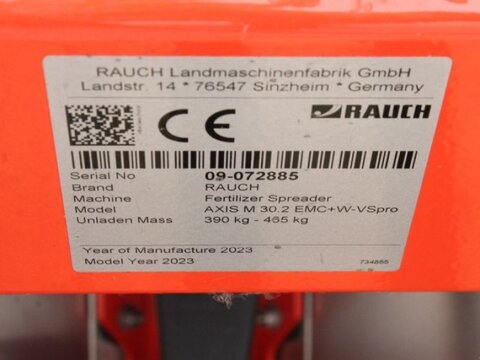 RAUCH Landmaschinenfabrik GmbH
Landstr. 14 * 76547 Sinzheim * Germany
CE RAUCH
Serial No 09-072885
Brand RAUCH
Machine Fertilizer Spreader
Model AXIS M 30.2 EMC+W-VSpro
Unladen Mass 390 kg - 465 kg
Year of Manufacture 2023
Model Year 2023 734855